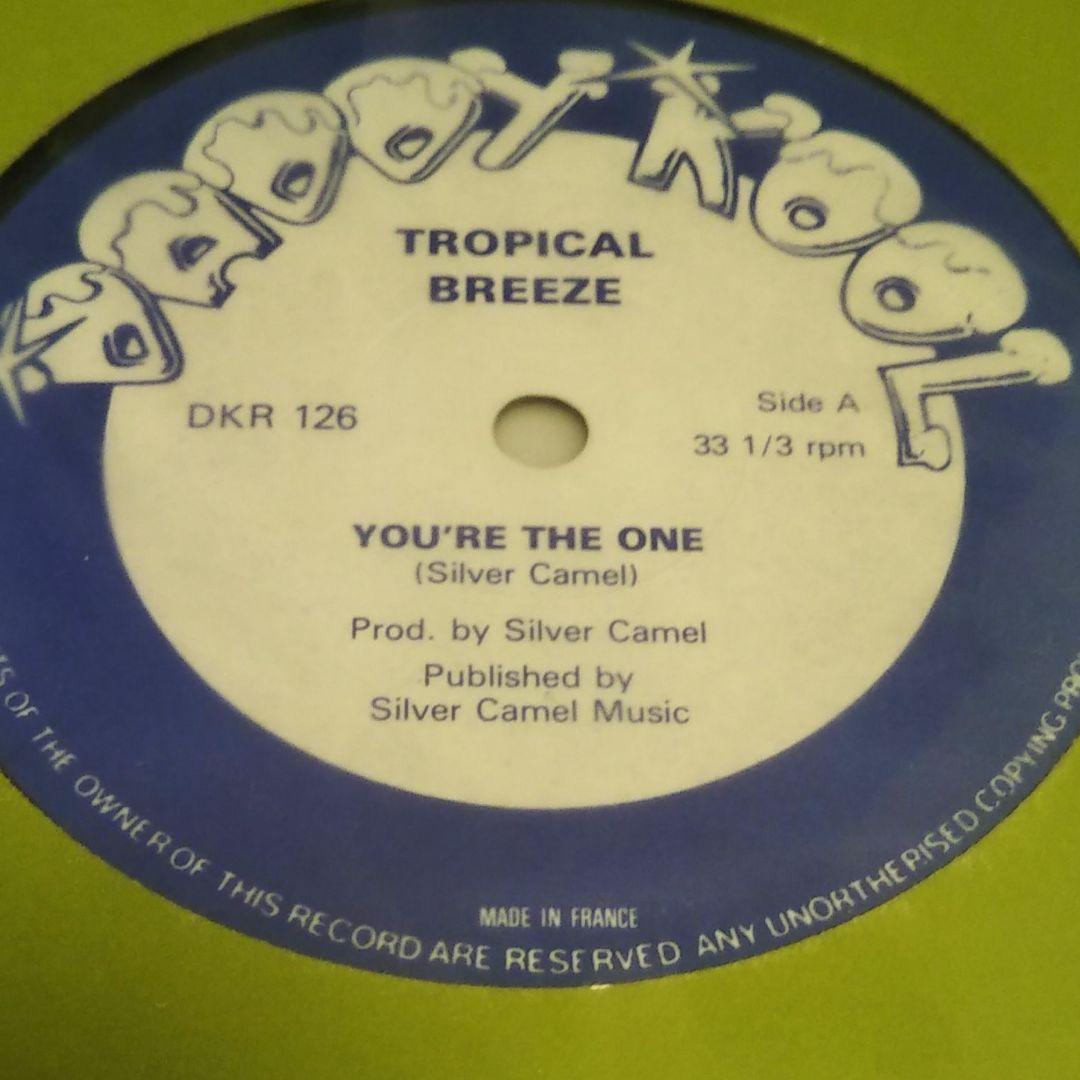 DADDY KOOL
TROPICAL
BREEZE
DKR 126
Side A
33 1/3 rpm
YOU'RE THE ONE
(Silver Camel)
Prod. by Silver Camel
Published by
Silver Camel Music
MADE IN FRANCE
OF THE OWNER OF THIS RECORD ARE RESERVED ANY UNORTHERISED COPYING